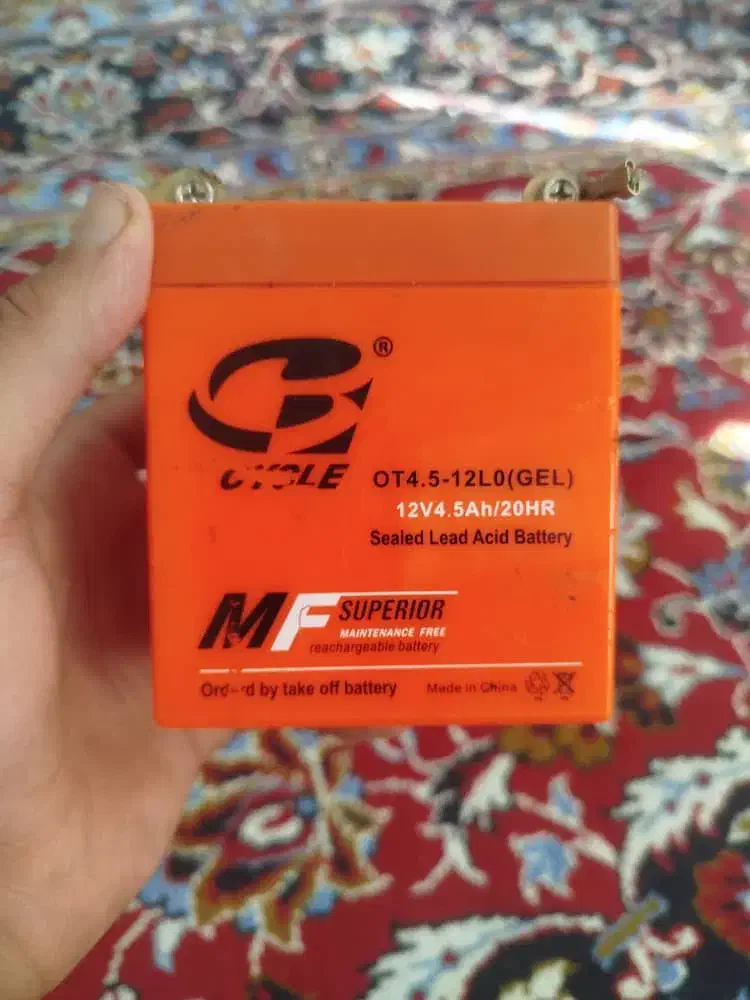 ®
CYCLE
OT4.5-12L0(GEL)
12V4.5Ah/20HR
Sealed Lead Acid Battery
MF SUPERIOR
MAINTENANCE FREE
reachargeable battery
by take off battery
Made in China